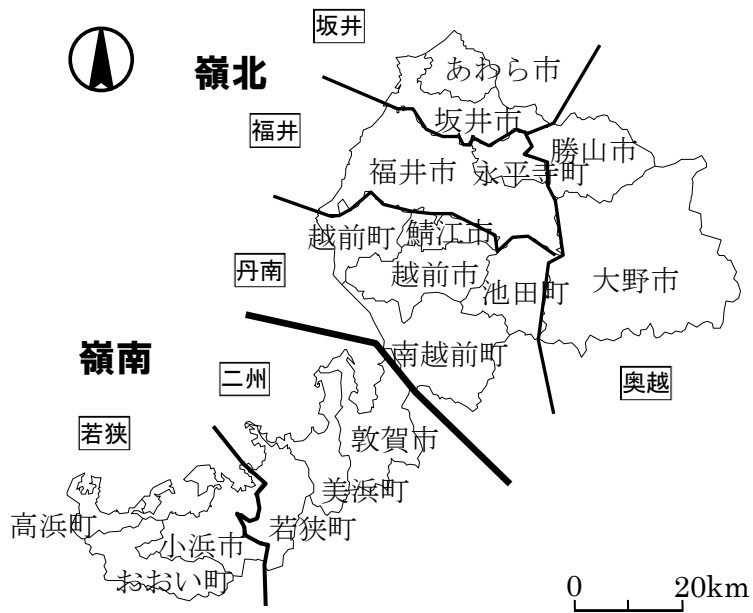 坂井
あわら市
嶺北
坂井市
福井
勝山市
福井市
永平寺町
越前町
鯖江市
丹南
越前市
池田町
大野市
嶺南
南越前町
二州
奥越
若狭
敦賀市
美浜町
高浜町
若狭町
小浜市
おおい町
0 20km